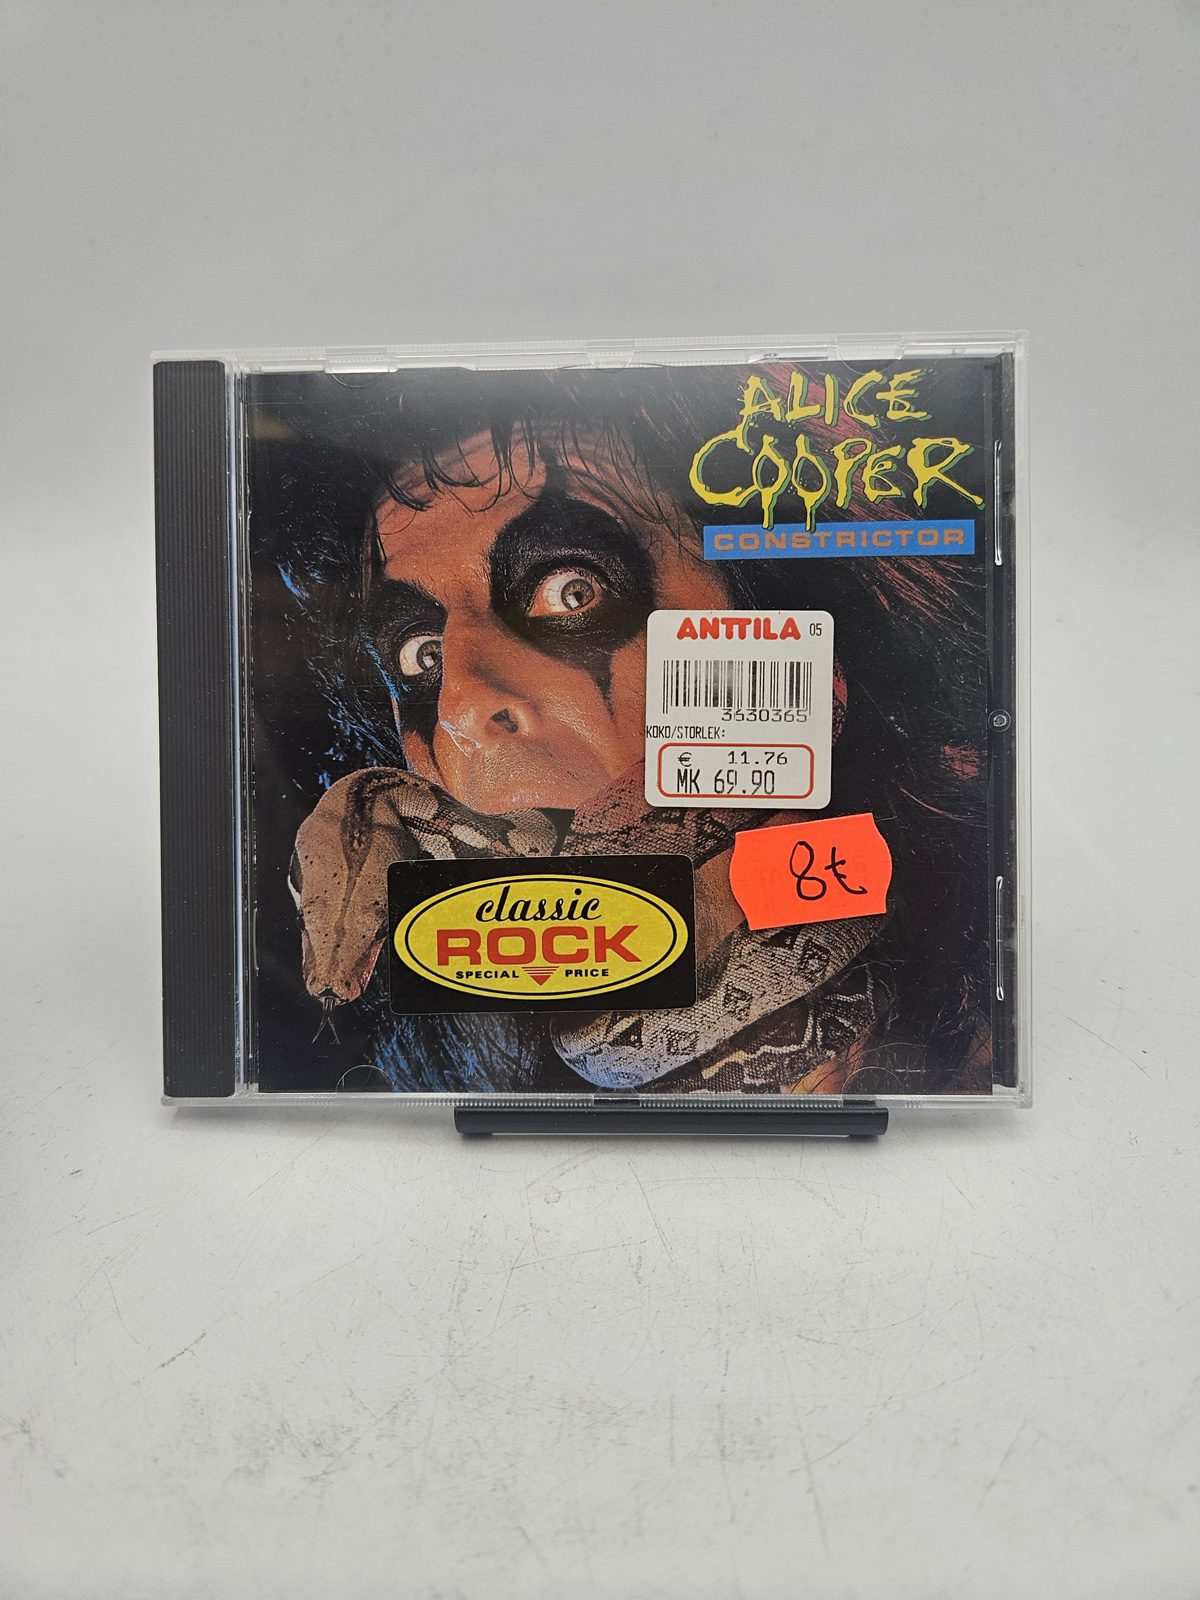 ALICE
COOPER
CONSTRICTOR
ANTTILA 05
3630365
KOKO/STORLEK:
€ 11.76
MK 69.90
8€
classic
ROCK
SPECIAL PRICE